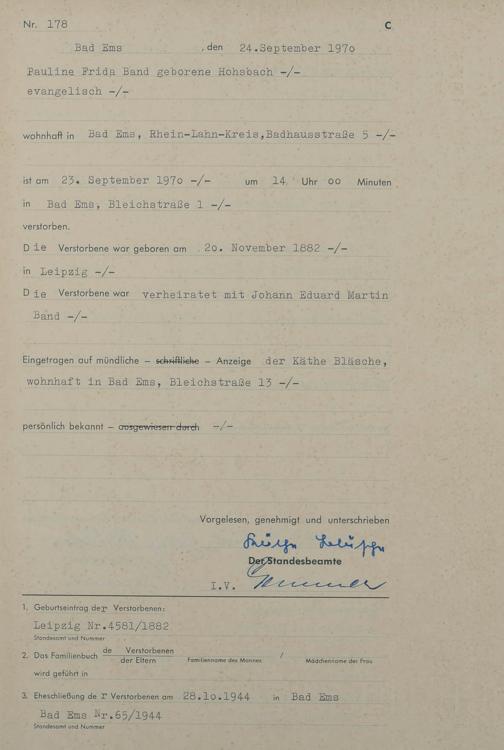 Nr. 178 C
Bad Ems , den 24.September 197o
Pauline Frida Band geborene Hohsbach -/-
evangelisch -/-
wohnhaft in Bad Ems, Rhein-Lahn-Kreis,Badhausstraße 5 -/-
ist am 23. September 197o -/- um 14 Uhr oo Minuten
in Bad Ems, Bleichstraße 1 -/-
verstorben.
Die Verstorbene war geboren am 2o. November 1882 -/-
in Leipzig -/-
Die Verstorbene war verheiratet mit Johann Eduard Martin
Band -/-
Eingetragen auf mündliche – schriftliche – Anzeige der Käthe Bläsche,
wohnhaft in Bad Ems, Bleichstraße 13 -/-
persönlich bekannt – ausgewiesen durch -/-
Vorgelesen, genehmigt und unterschrieben
Der Standesbeamte
I.V.
1. Geburtseintrag der Verstorbenen:
Leipzig Nr.4581/1882
Standesamt und Nummer
2. Das Familienbuch de Verstorbenen / der Eltern Familienname des Mannes / Mädchenname der Frau
wird geführt in
3. Eheschließung der Verstorbenen am 28.1o.1944 in Bad Ems
Bad Ems Nr.65/1944
Standesamt und Nummer